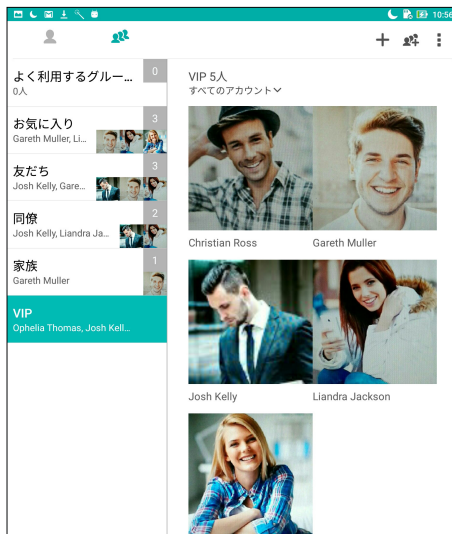 10:56
よく利用するグルー...
0
0人
お気に入り
3
Gareth Muller, Li...
友だち
3
Josh Kelly, Gare...
同僚
2
Josh Kelly, Liandra Ja...
家族
1
Gareth Muller
VIP
Ophelia Thomas, Josh Kell...
VIP 5人
すべてのアカウント
Christian Ross
Gareth Muller
Josh Kelly
Liandra Jackson